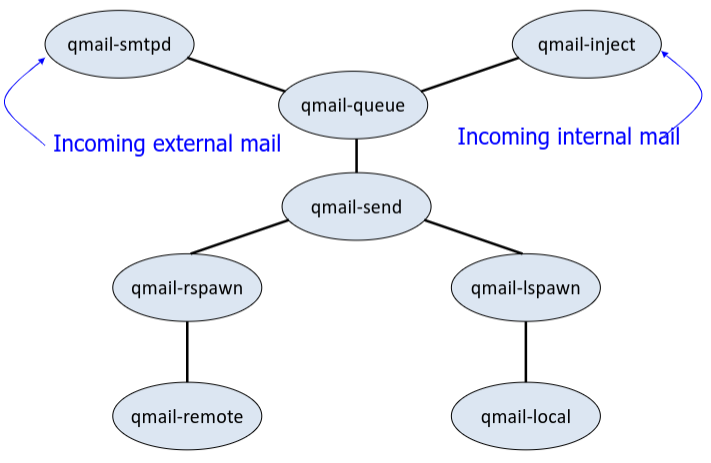 qmail-smtpd
qmail-inject
qmail-queue
Incoming external mail
Incoming internal mail
qmail-send
qmail-rspawn
qmail-lspawn
qmail-remote
qmail-local